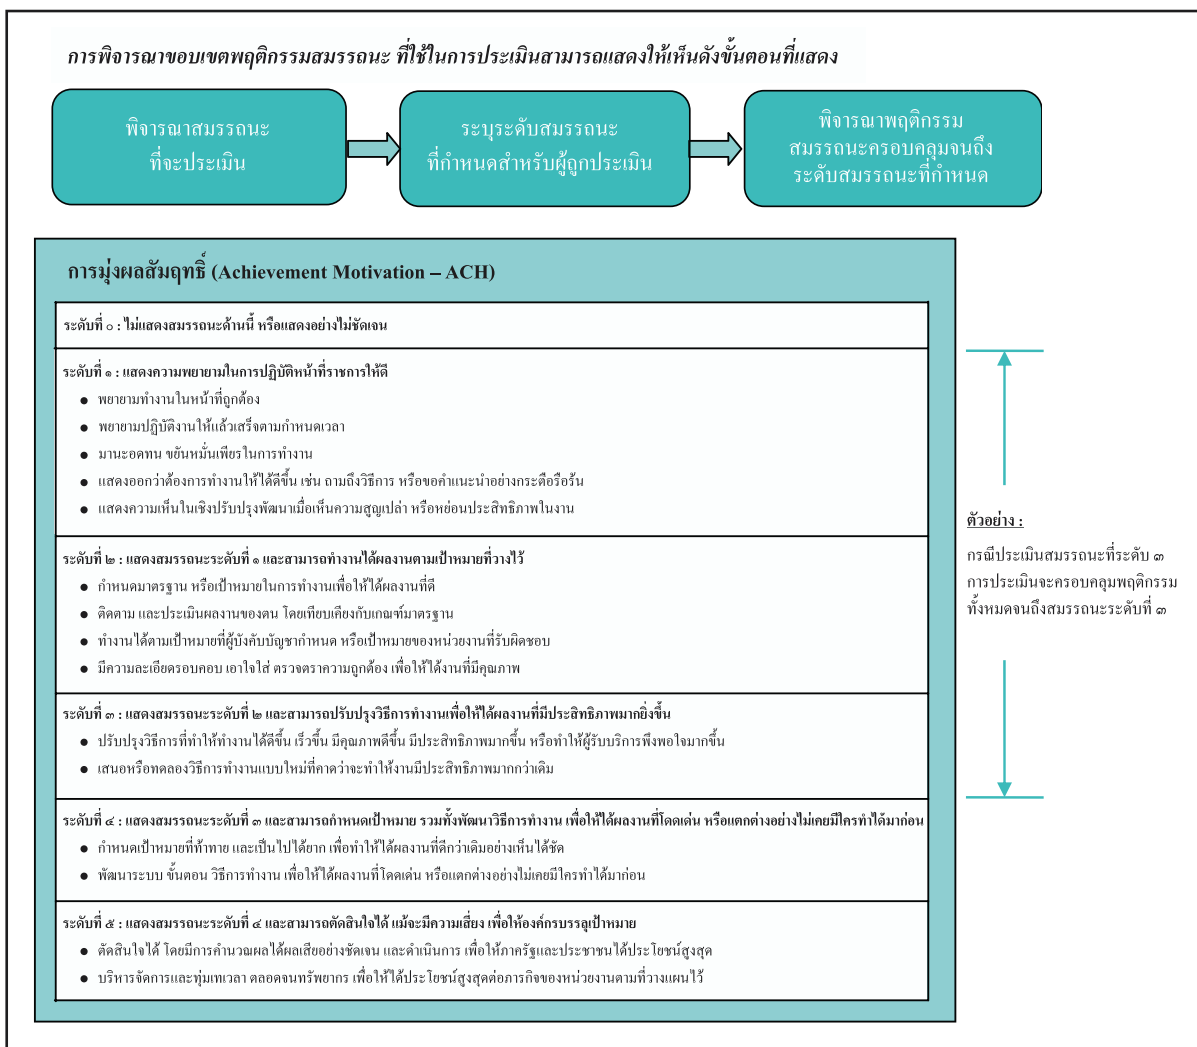 การพิจารณาขอบเขตพฤติกรรมสมรรถนะ ที่ใช้ในการประเมินสามารถแสดงให้เห็นดังขั้นตอนที่แสดง
พิจารณาสมรรถนะ
ที่จะประเมิน
ระบุระดับสมรรถนะ
ที่กำหนดสำหรับผู้ถูกประเมิน
พิจารณาพฤติกรรม
สมรรถนะครอบคลุมจนถึง
ระดับสมรรถนะที่กำหนด
การมุ่งผลสัมฤทธิ์ (Achievement Motivation – ACH)
ระดับที่ ๐ : ไม่แสดงสมรรถนะด้านนี้ หรือแสดงอย่างไม่ชัดเจน
ระดับที่ ๑ : แสดงความพยายามในการปฏิบัติหน้าที่ราชการให้ดี
● พยายามทำงานในหน้าที่ถูกต้อง
● พยายามปฏิบัติงานให้แล้วเสร็จตามกำหนดเวลา
● มานะอดทน ขยันหมั่นเพียรในการทำงาน
● แสดงออกว่าต้องการทำงานให้ได้ดีขึ้น เช่น ถามถึงวิธีการ หรือขอคำแนะนำอย่างกระตือรือร้น
● แสดงความเห็นในเชิงปรับปรุงพัฒนาเมื่อเห็นความสูญเปล่า หรือหย่อนประสิทธิภาพในงาน
ระดับที่ ๒ : แสดงสมรรถนะระดับที่ ๑ และสามารถทำงานได้ผลงานตามเป้าหมายที่วางไว้
● กำหนดมาตรฐาน หรือเป้าหมายในการทำงานเพื่อให้ได้ผลงานที่ดี
● ติดตาม และประเมินผลงานของตน โดยเทียบเคียงกับเกณฑ์มาตรฐาน
● ทำงานได้ตามเป้าหมายที่ผู้บังคับบัญชากำหนด หรือเป้าหมายของหน่วยงานที่รับผิดชอบ
● มีความละเอียดรอบคอบ เอาใจใส่ ตรวจตราความถูกต้อง เพื่อให้ได้งานที่มีคุณภาพ
ระดับที่ ๓ : แสดงสมรรถนะระดับที่ ๒ และสามารถปรับปรุงวิธีการทำงานเพื่อให้ได้ผลงานที่มีประสิทธิภาพมากยิ่งขึ้น
● ปรับปรุงวิธีการที่ทำให้ทำงานได้ดีขึ้น เร็วขึ้น มีคุณภาพดีขึ้น มีประสิทธิภาพมากขึ้น หรือทำให้ผู้รับบริการพึงพอใจมากขึ้น
● เสนอหรือทดลองวิธีการทำงานแบบใหม่ที่คาดว่าจะทำให้งานมีประสิทธิภาพมากกว่าเดิม
ระดับที่ ๔ : แสดงสมรรถนะระดับที่ ๓ และสามารถกำหนดเป้าหมาย รวมทั้งพัฒนาวิธีการทำงาน เพื่อให้ได้ผลงานที่โดดเด่น หรือแตกต่างอย่างไม่เคยมีใครทำได้มาก่อน
● กำหนดเป้าหมายที่ท้าทาย และเป็นไปได้ยาก เพื่อทำให้ได้ผลงานที่ดีกว่าเดิมอย่างเห็นได้ชัด
● พัฒนาระบบ ขั้นตอน วิธีการทำงาน เพื่อให้ได้ผลงานที่โดดเด่น หรือแตกต่างอย่างไม่เคยมีใครทำได้มาก่อน
ระดับที่ ๕ : แสดงสมรรถนะระดับที่ ๔ และสามารถตัดสินใจได้ แม้จะมีความเสี่ยง เพื่อให้องค์กรบรรลุเป้าหมาย
● ตัดสินใจได้ โดยมีการคำนวณผลได้ผลเสียอย่างชัดเจน และดำเนินการ เพื่อให้ภาครัฐและประชาชนได้ประโยชน์สูงสุด
● บริหารจัดการและทุ่มเทเวลา ตลอดจนทรัพยากร เพื่อให้ได้ประโยชน์สูงสุดต่อภารกิจของหน่วยงานตามที่วางแผนไว้
ตัวอย่าง :
กรณีประเมินสมรรถนะที่ระดับ ๓
การประเมินจะครอบคลุมพฤติกรรม
ทั้งหมดจนถึงสมรรถนะระดับที่ ๓